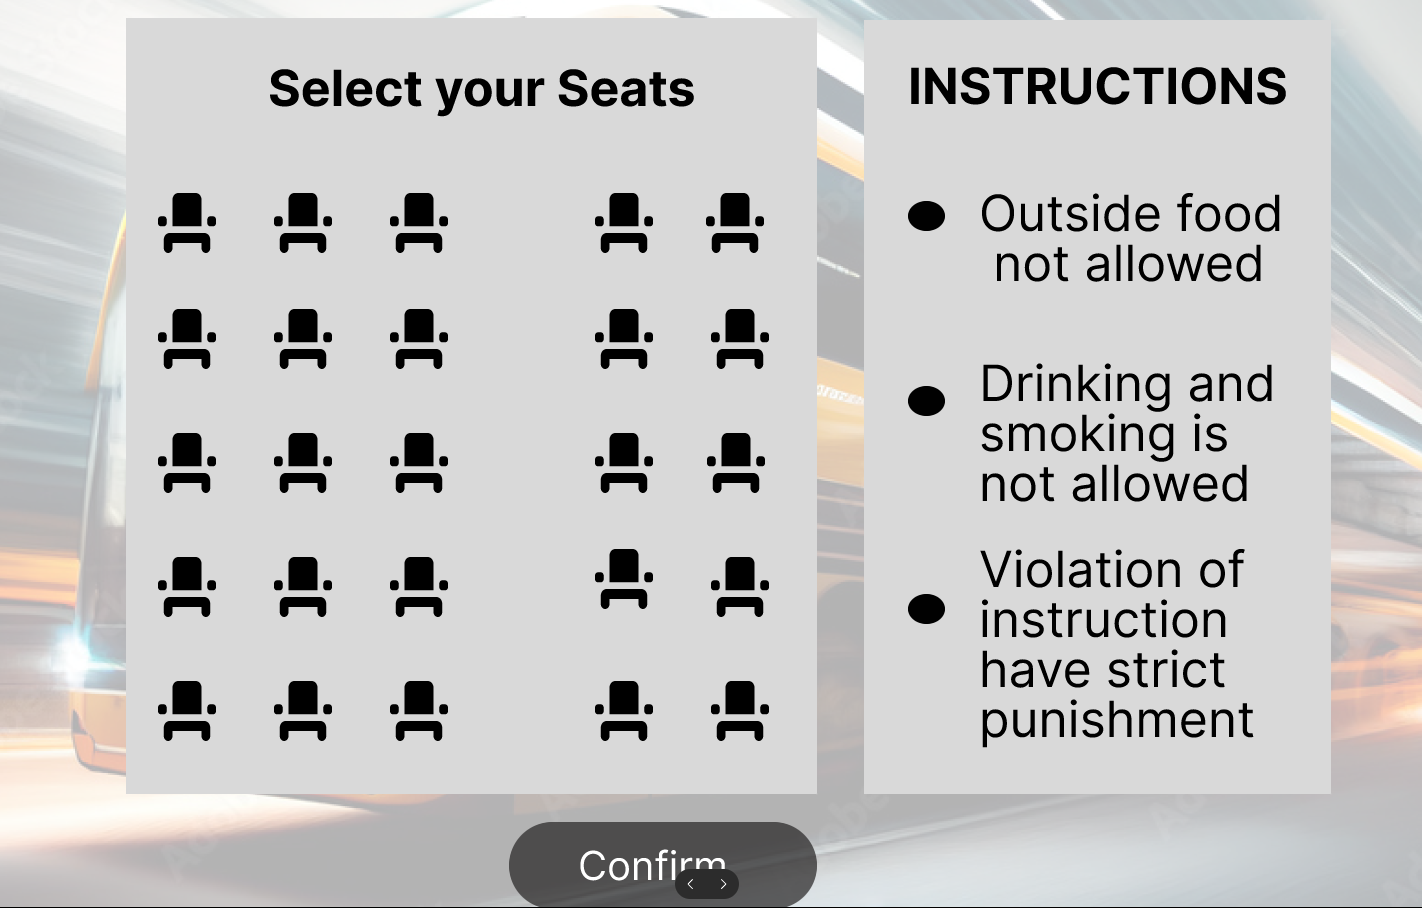 Select your Seats
INSTRUCTIONS
Outside food
not allowed
Drinking and
smoking is
not allowed
Violation of
instruction
have strict
punishment
Confirm